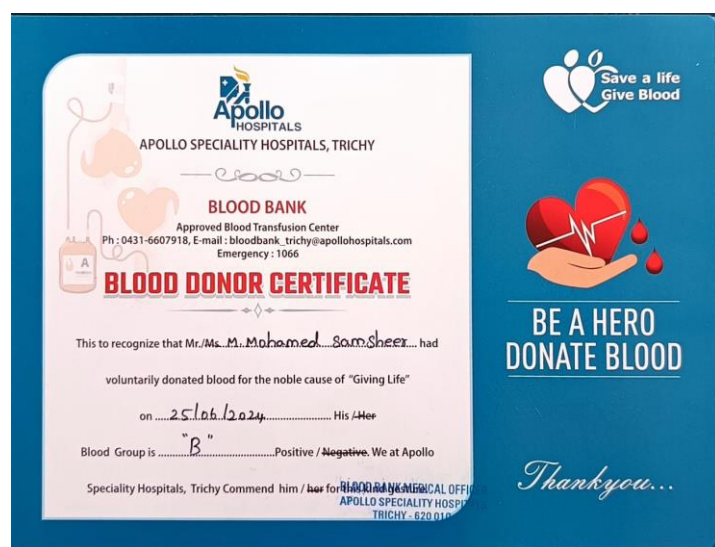 Apollo
HOSPITALS
APOLLO SPECIALITY HOSPITALS, TRICHY
BLOOD BANK
Approved Blood Transfusion Center
Ph : 0431-6607918, E-mail : bloodbank_trichy@apollohospitals.com
Emergency : 1066
A
BLOOD DONOR CERTIFICATE
This to recognize that Mr./Ms. M. Mohamed Samsheer had
voluntarily donated blood for the noble cause of "Giving Life"
on 25/06/2024 His / Her
Blood Group is "B" Positive / Negative. We at Apollo
Speciality Hospitals, Trichy Commend him / her for this kind gesture.
BLOOD BANK MEDICAL OFFICER
APOLLO SPECIALITY HOSPITALS
TRICHY - 620 010
Save a life
Give Blood
BE A HERO
DONATE BLOOD
Thankyou...